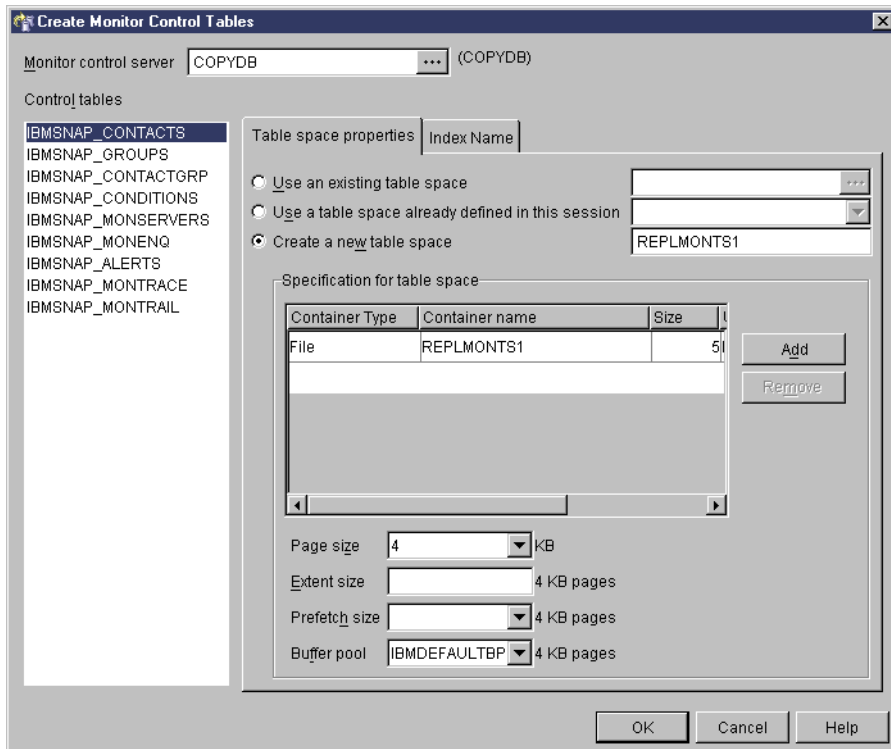 Create Monitor Control Tables
Monitor control server COPYDB ... (COPYDB)
Control tables
IBMSNAP_CONTACTS
IBMSNAP_GROUPS
IBMSNAP_CONTACTGRP
IBMSNAP_CONDITIONS
IBMSNAP_MONSERVERS
IBMSNAP_MONENQ
IBMSNAP_ALERTS
IBMSNAP_MONTRACE
IBMSNAP_MONTRAIL
Table space properties Index Name
Use an existing table space ...
Use a table space already defined in this session
Create a new table space REPLMONTS1
Specification for table space
Container Type Container name Size
File REPLMONTS1 5
Add
Remove
Page size 4 KB
Extent size 4 KB pages
Prefetch size 4 KB pages
Buffer pool IBMDEFAULTBP 4 KB pages
OK Cancel Help